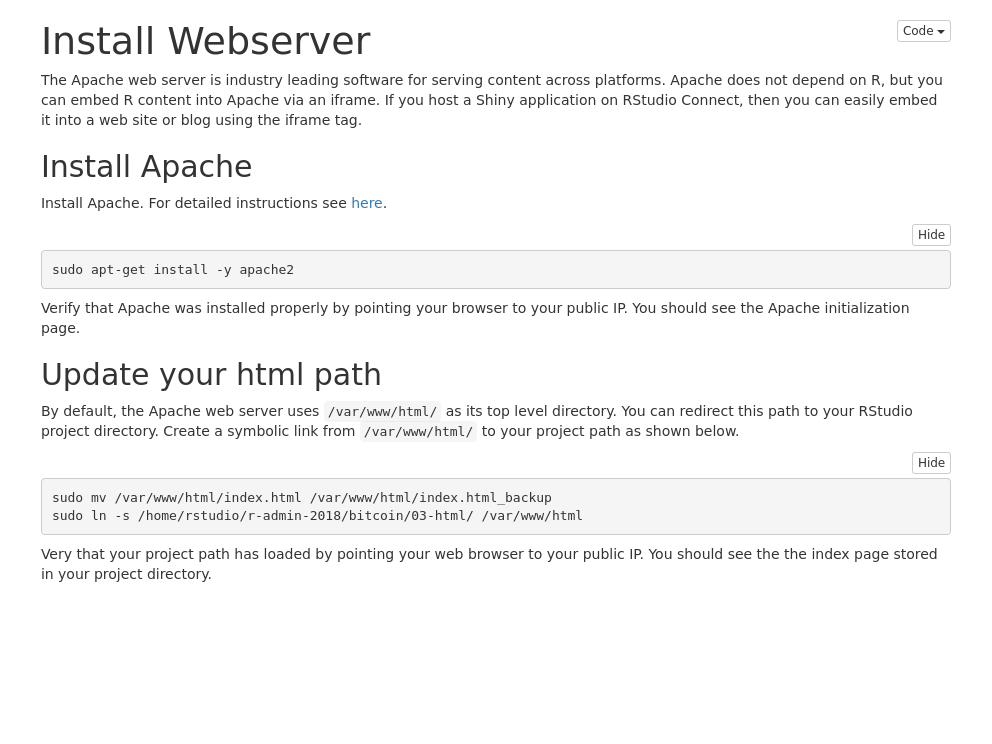 Install Webserver
Code
The Apache web server is industry leading software for serving content across platforms. Apache does not depend on R, but you
can embed R content into Apache via an iframe. If you host a Shiny application on RStudio Connect, then you can easily embed
it into a web site or blog using the iframe tag.
Install Apache
Install Apache. For detailed instructions see here.
Hide
sudo apt-get install -y apache2
Verify that Apache was installed properly by pointing your browser to your public IP. You should see the Apache initialization
page.
Update your html path
By default, the Apache web server uses /var/www/html/ as its top level directory. You can redirect this path to your RStudio
project directory. Create a symbolic link from /var/www/html/ to your project path as shown below.
Hide
sudo mv /var/www/html/index.html /var/www/html/index.html_backup
sudo ln -s /home/rstudio/r-admin-2018/bitcoin/03-html/ /var/www/html
Very that your project path has loaded by pointing your web browser to your public IP. You should see the the index page stored
in your project directory.